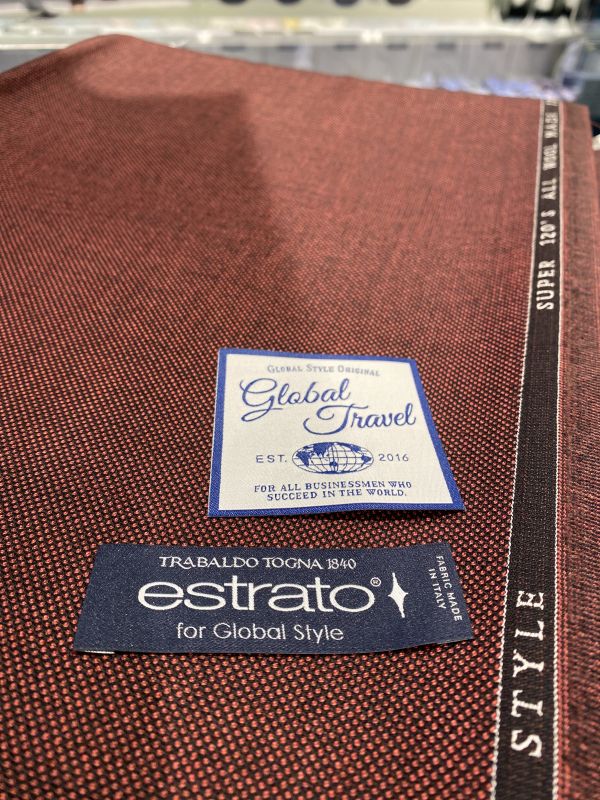 GLOBAL STYLE ORIGINAL
Global
Travel
EST. 2016
FOR ALL BUSINESSMEN WHO
SUCCEED IN THE WORLD.
TRABALDO TOGNA 1840
estrato®
for Global Style
FABRIC MADE
IN ITALY
STYLE
SUPER 120'S ALL WOOL MADE